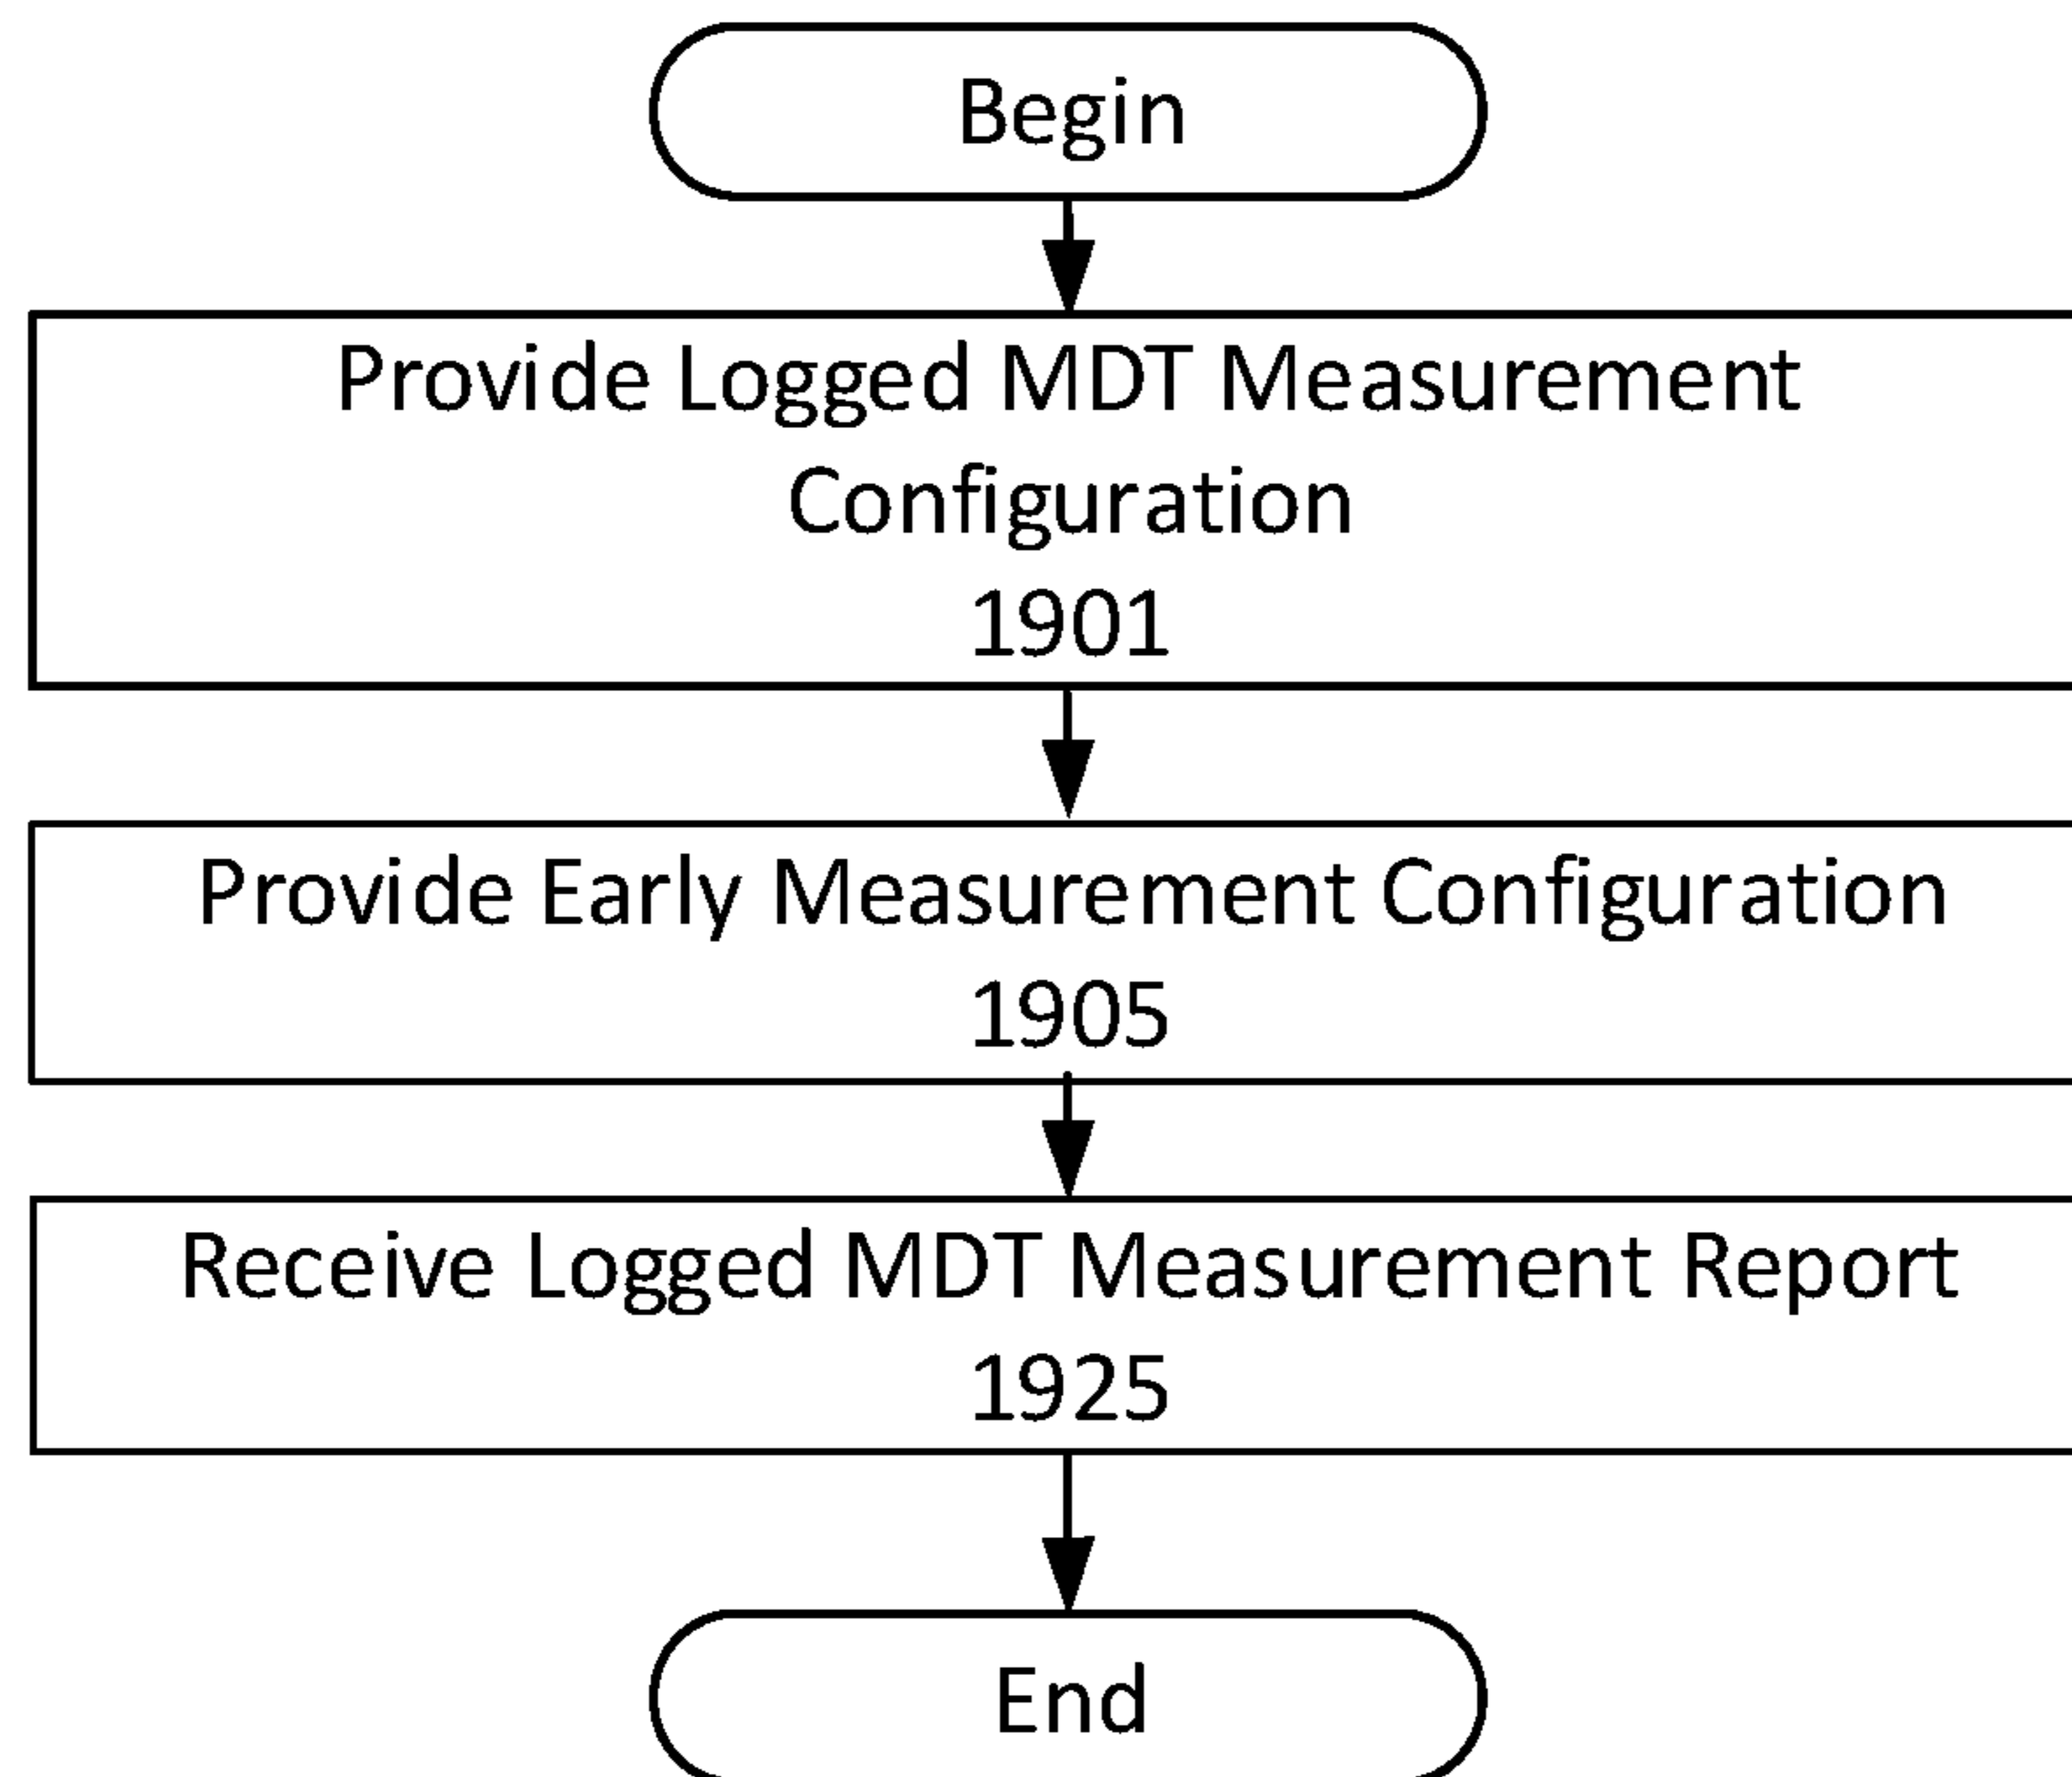 Begin
Provide Logged MDT Measurement
Configuration
1901
Provide Early Measurement Configuration
1905
Receive Logged MDT Measurement Report
1925
End